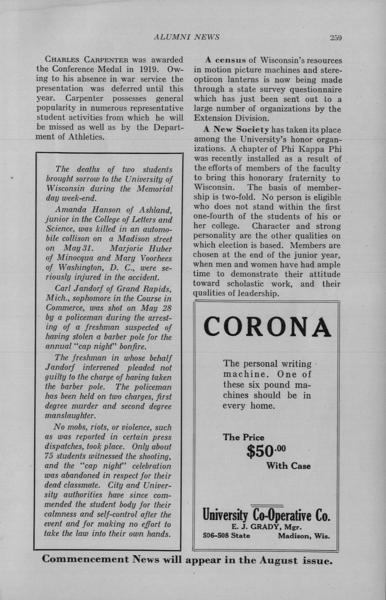 ALUMNI NEWS 259
CHARLES CARPENTER was awarded
the Conference Medal in 1919. Ow-
ing to his absence in war service the
presentation was deferred until this
year. Carpenter possesses general
popularity in numerous representative
student activities from which he will
be missed as well as by the Depart-
ment of Athletics.
The deaths of two students
brought sorrow to the University of
Wisconsin during the Memorial
day week-end.
Amanda Hanson of Ashland,
junior in the College of Letters and
Science, was killed in an automo-
bile collison on a Madison street
on May 31. Marjorie Huber
of Minocqua and Mary Voorhees
of Washington, D. C., were se-
riously injured in the accident.
Carl Jandorf of Grand Rapids,
Mich., sophomore in the Course in
Commerce, was shot on May 28
by a policeman during the arrest-
ing of a freshman suspected of
having stolen a barber pole for the
annual "cap night" bonfire.
The freshman in whose behalf
Jandorf intervened pleaded not
guilty to the charge of having taken
the barber pole. The policeman
has been held on two charges, first
degree murder and second degree
manslaughter.
No mobs, riots, or violence, such
as was reported in certain press
dispatches, took place. Only about
75 students witnessed the shooting,
and the "cap night" celebration
was abandoned in respect for their
dead classmate. City and Univer-
sity authorities have since com-
mended the student body for their
calmness and self-control after the
event and for making no effort to
take the law into their own hands.
A census of Wisconsin's resources
in motion picture machines and stere-
opticon lanterns is now being made
through a state survey questionnaire
which has just been sent out to a
large number of organizations by the
Extension Division.
A New Society has taken its place
among the University's honor organ-
izations. A chapter of Phi Kappa Phi
was recently installed as a result of
the efforts of members of the faculty
to bring this honorary fraternity to
Wisconsin. The basis of member-
ship is two-fold. No person is eligible
who does not stand within the first
one-fourth of the students of his or
her college. Character and strong
personality are the other qualities on
which election is based. Members are
chosen at the end of the junior year,
when men and women have had ample
time to demonstrate their attitude
toward scholastic work, and their
qualities of leadership.
CORONA
The personal writing
machine. One of
these six pound ma-
chines should be in
every home.
The Price
$50.00
With Case
University Co-Operative Co.
E. J. GRADY, Mgr.
506-508 State Madison, Wis.
Commencement News will appear in the August issue.